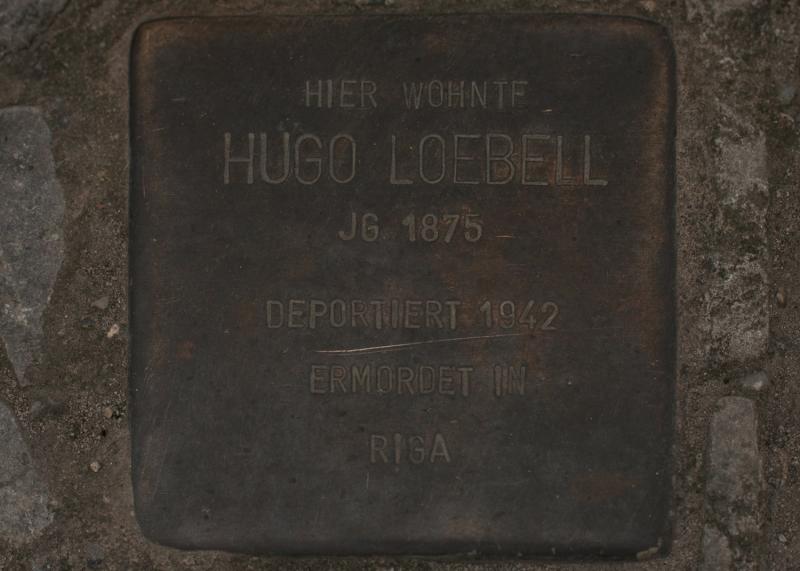 HIER WOHNTE
HUGO LOEBELL
JG 1875
DEPORTIERT 1942
ERMORDET IN
RIGA